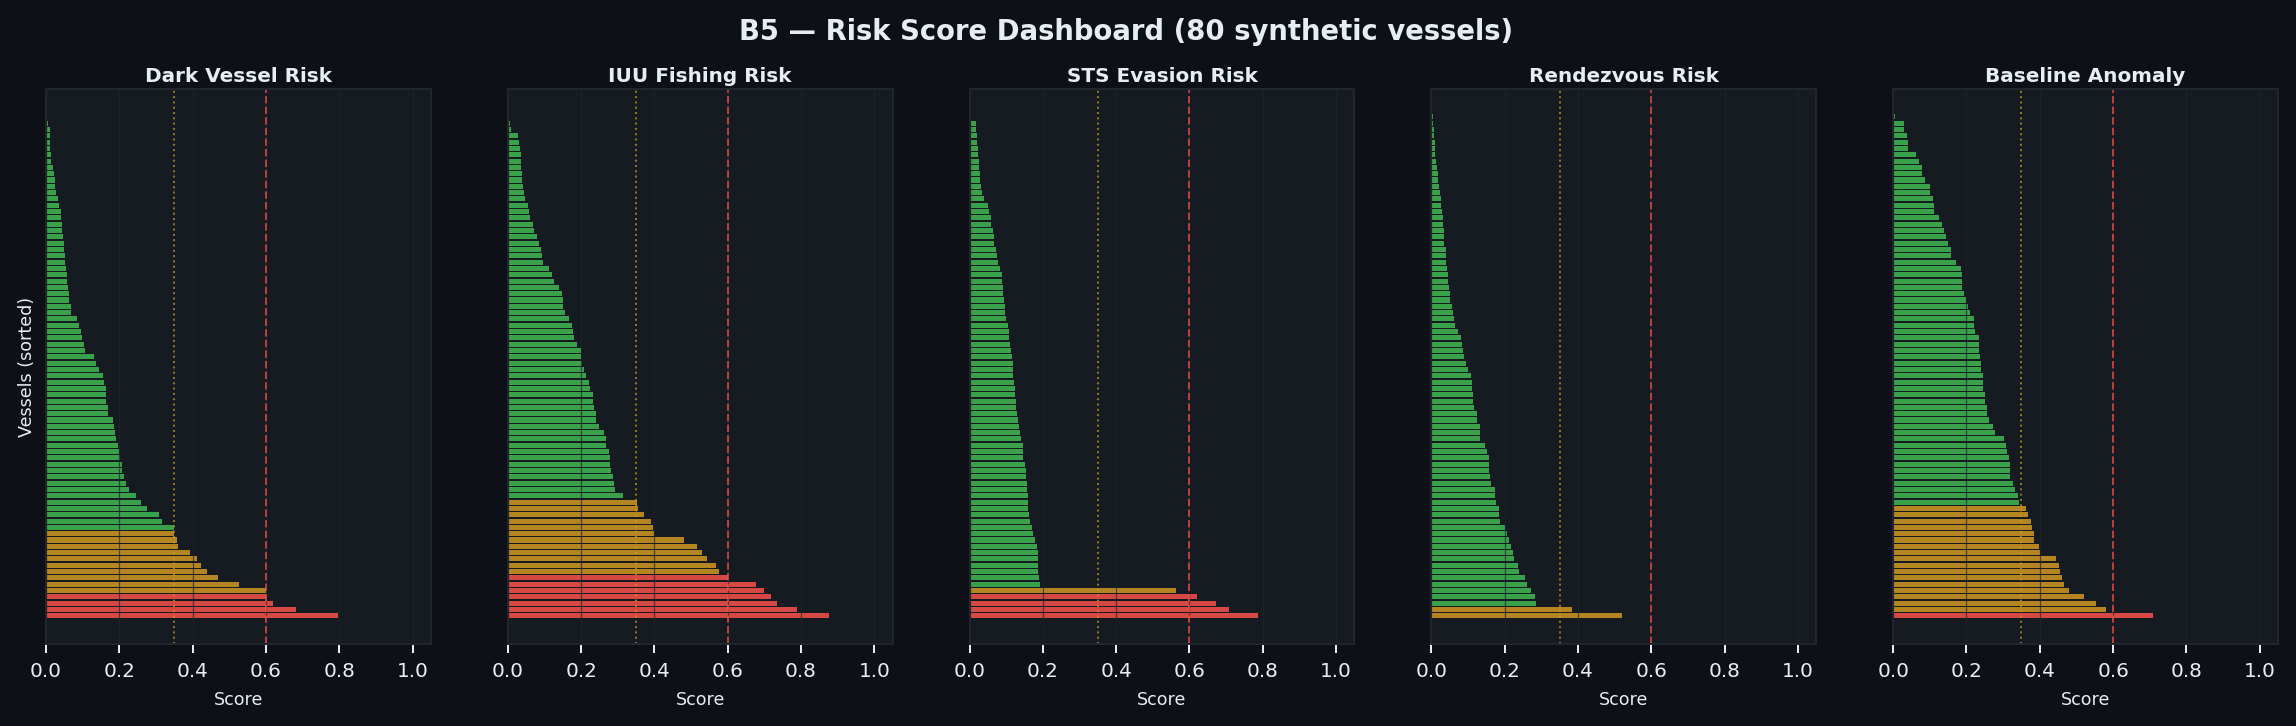 B5 — Risk Score Dashboard (80 synthetic vessels)
Dark Vessel Risk
IUU Fishing Risk
STS Evasion Risk
Rendezvous Risk
Baseline Anomaly
Vessels (sorted)
0.0 0.2 0.4 0.6 0.8 1.0
0.0 0.2 0.4 0.6 0.8 1.0
0.0 0.2 0.4 0.6 0.8 1.0
0.0 0.2 0.4 0.6 0.8 1.0
0.0 0.2 0.4 0.6 0.8 1.0
Score
Score
Score
Score
Score